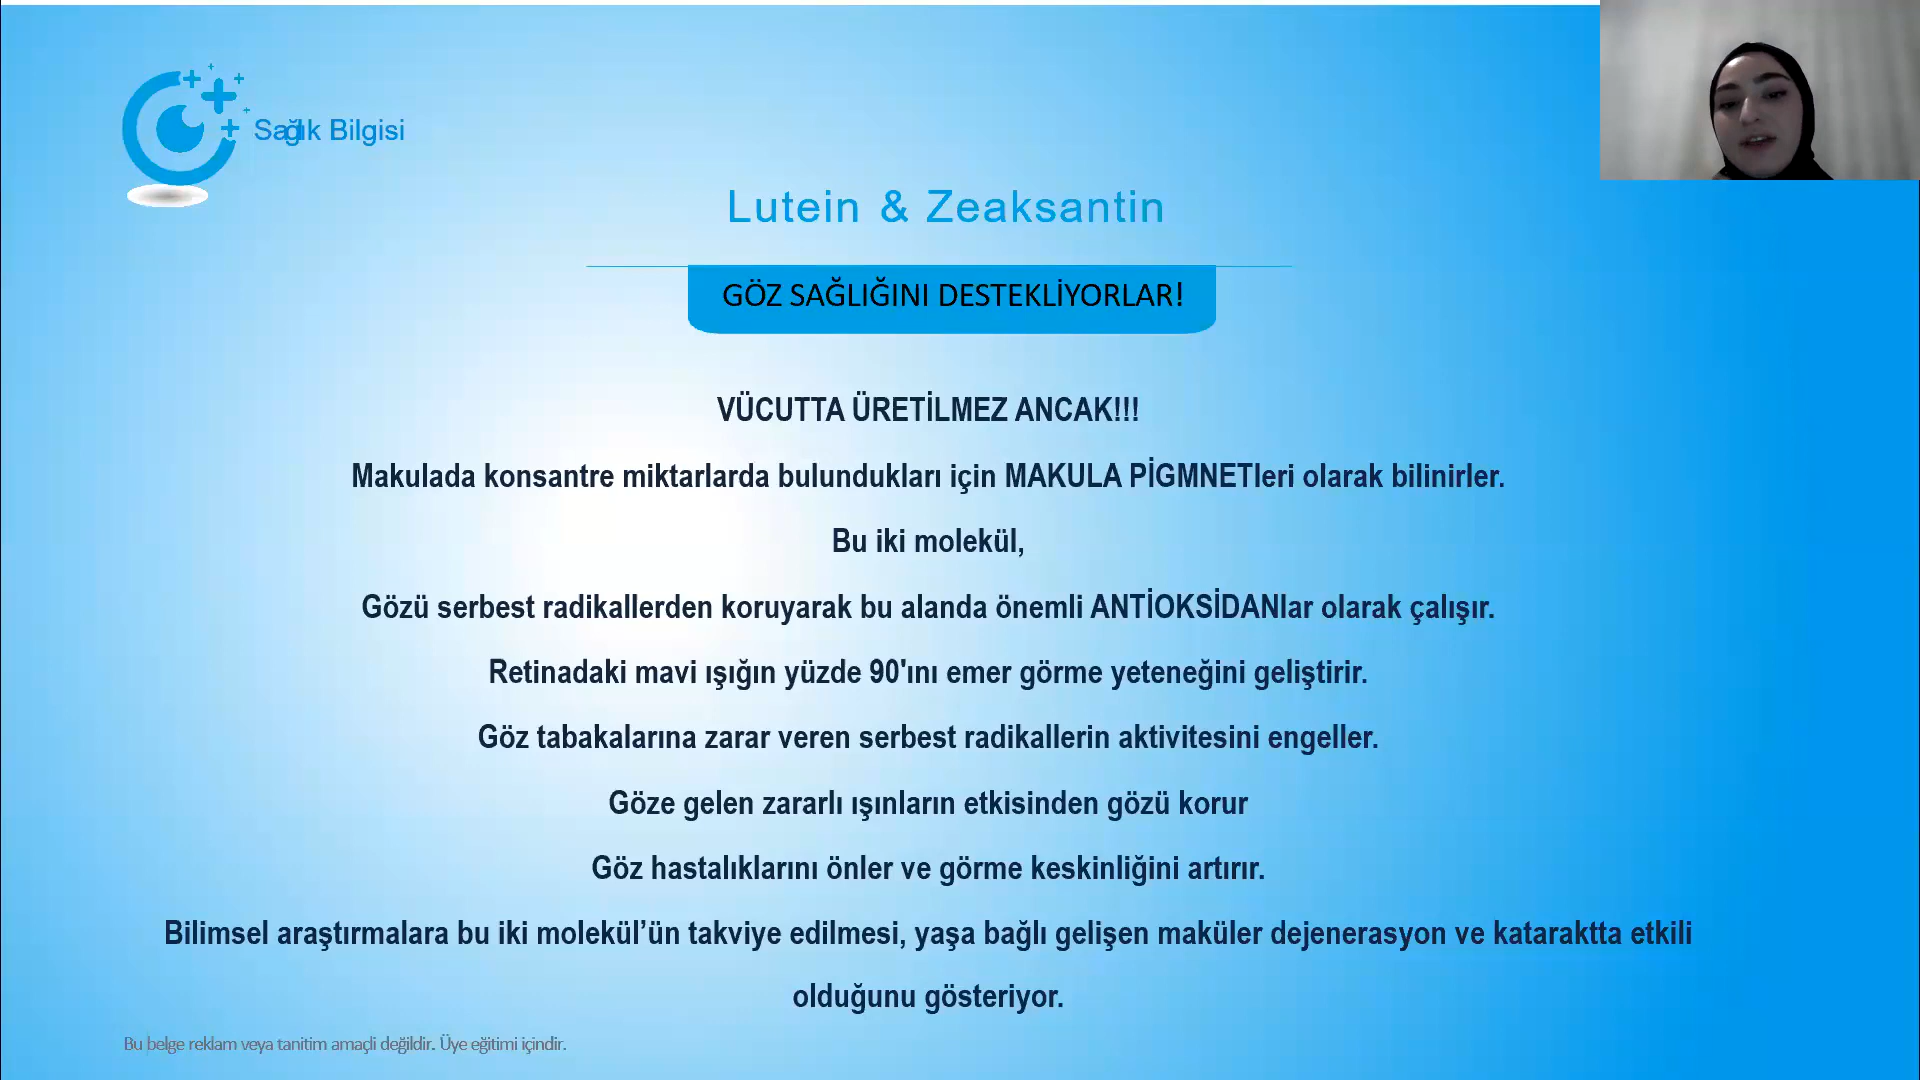 Sağlık Bilgisi
Lutein & Zeaksantin
GÖZ SAĞLIĞINI DESTEKLİYORLAR!
VÜCUTTA ÜRETİLMEZ ANCAK!!!
Makulada konsantre miktarlarda bulundukları için MAKULA PİGMNETleri olarak bilinirler.
Bu iki molekül,
Gözü serbest radikallerden koruyarak bu alanda önemli ANTİOKSİDANlar olarak çalışır.
Retinadaki mavi ışığın yüzde 90'ını emer görme yeteneğini geliştirir.
Göz tabakalarına zarar veren serbest radikallerin aktivitesini engeller.
Göze gelen zararlı ışınların etkisinden gözü korur
Göz hastalıklarını önler ve görme keskinliğini artırır.
Bilimsel araştırmalara bu iki molekül’ün takviye edilmesi, yaşa bağlı gelişen maküler dejenerasyon ve kataraktta etkili
olduğunu gösteriyor.
Bu belge reklam veya tanitim amaçli değildir. Üye eğitimi içindir.